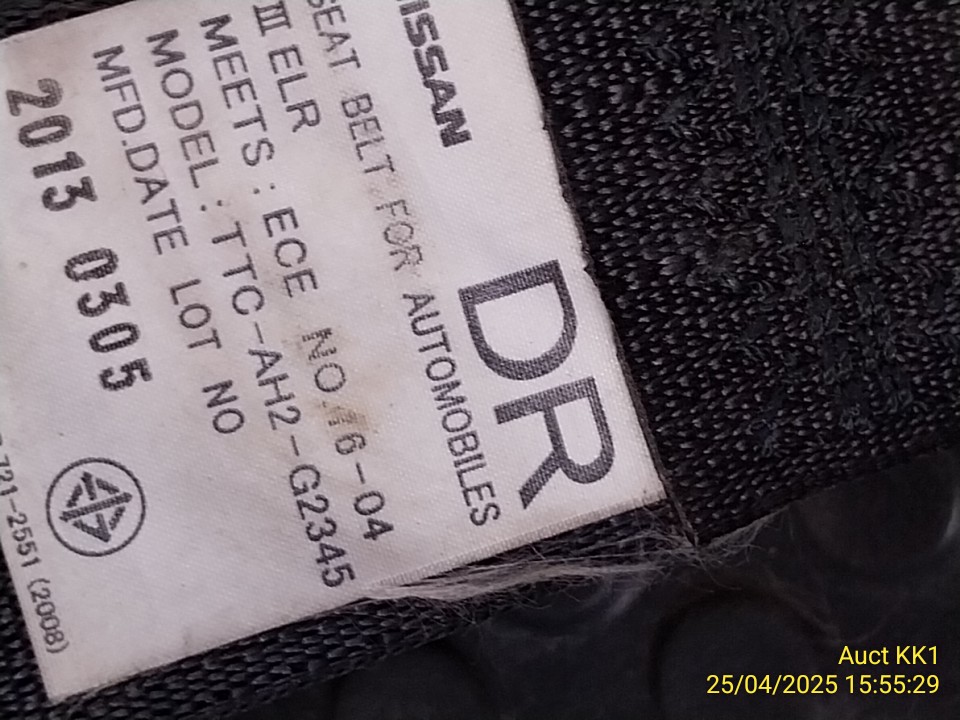 NISSAN
DR
SEAT BELT FOR AUTOMOBILES
III ELR
MEETS : ECE NO.16-04
MODEL : TTC-AH2-G2345
MFD.DATE LOT NO
2013 0305
721-2551 (2008)
Auct KK1
25/04/2025 15:55:29